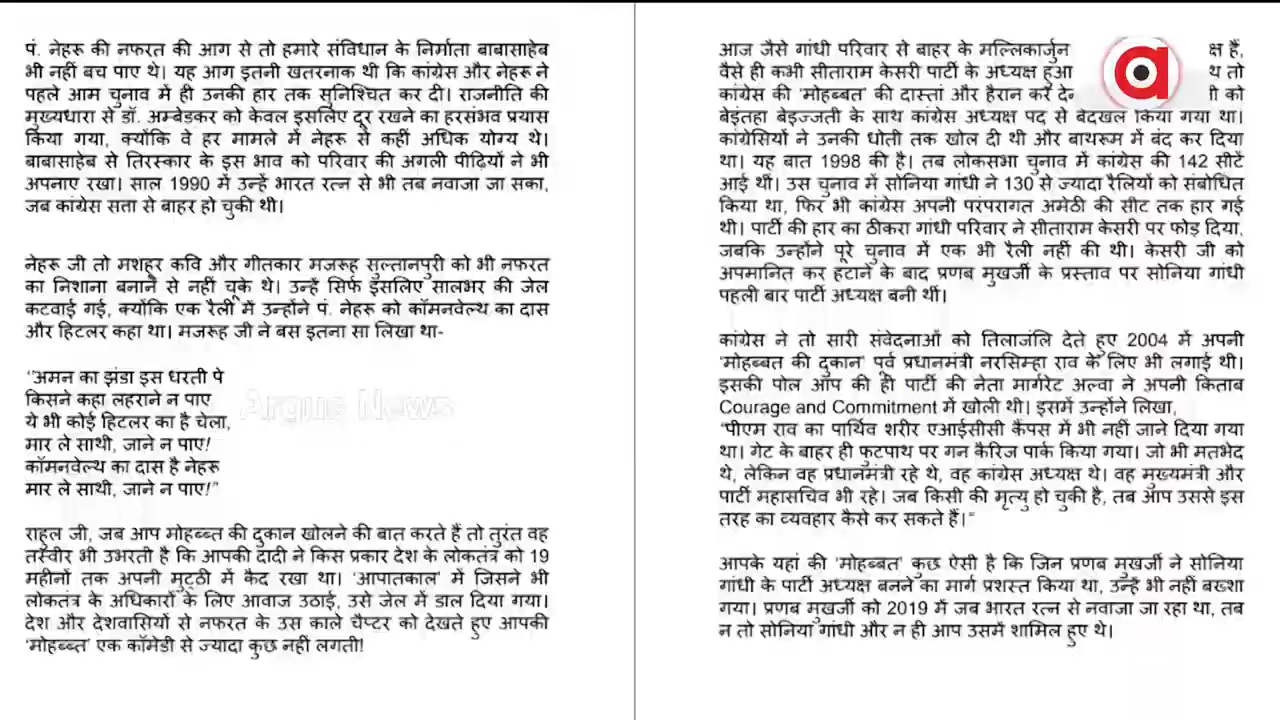 पं. नेहरू की नफरत की आग से तो हमारे संविधान के निर्माता बाबासाहेब
भी नहीं बच पाए थे। यह आग इतनी खतरनाक थी कि कांग्रेस और नेहरू ने
पहले आम चुनाव में ही उनकी हार तक सुनिश्चित कर दी। राजनीति की
मुख्यधारा से डॉ. अम्बेडकर को केवल इसलिए दूर रखने का हरसंभव प्रयास
किया गया, क्योंकि वे हर मामले में नेहरू से कहीं अधिक योग्य थे।
बाबासाहेब से तिरस्कार के इस भाव को परिवार की अगली पीढ़ियों ने भी
अपनाए रखा। साल 1990 में उन्हें भारत रत्न से भी तब नवाजा जा सका,
जब कांग्रेस सत्ता से बाहर हो चुकी थी।
नेहरू जी तो मशहूर कवि और गीतकार मजरूह सुल्तानपुरी को भी नफरत
का निशाना बनाने से नहीं चूके थे। उन्हें सिर्फ इसलिए सालभर की जेल
कटवाई गई, क्योंकि एक रैली में उन्होंने पं. नेहरू को कॉमनवेल्थ का दास
और हिटलर कहा था। मजरूह जी ने बस इतना सा लिखा था-
"अमन का झंडा इस धरती पे
किसने कहा लहराने न पाए
ये भी कोई हिटलर का है चेला,
मार ले साथी, जाने न पाए!
कॉमनवेल्थ का दास है नेहरू
मार ले साथी, जाने न पाए!"
Argus News
राहुल जी, जब आप मोहब्ब्त की दुकान खोलने की बात करते हैं तो तुरंत वह
तस्वीर भी उभरती है कि आपकी दादी ने किस प्रकार देश के लोकतंत्र को 19
महीनों तक अपनी मुट्ठी में कैद रखा था। 'आपातकाल' में जिसने भी
लोकतंत्र के अधिकारों के लिए आवाज उठाई, उसे जेल में डाल दिया गया।
देश और देशवासियों से नफरत के उस काले चैप्टर को देखते हुए आपकी
'मोहब्ब्त' एक कॉमेडी से ज्यादा कुछ नहीं लगती!
आज जैसे गांधी परिवार से बाहर के मल्लिकार्जुन क्ष हैं,
वैसे ही कभी सीताराम केसरी पार्टी के अध्यक्ष हुआ थ तो
कांग्रेस की 'मोहब्बत' की दास्तां और हैरान कर दे को
बेइंतहा बेइज्जती के साथ कांग्रेस अध्यक्ष पद से बेदखल किया गया था।
कांग्रेसियों ने उनकी धोती तक खोल दी थी और बाथरूम में बंद कर दिया
था। यह बात 1998 की है। तब लोकसभा चुनाव में कांग्रेस की 142 सीटें
आई थीं। उस चुनाव में सोनिया गांधी ने 130 से ज्यादा रैलियों को संबोधित
किया था, फिर भी कांग्रेस अपनी परंपरागत अमेठी की सीट तक हार गई
थी। पार्टी की हार का ठीकरा गांधी परिवार ने सीताराम केसरी पर फोड़ दिया,
जबकि उन्होंने पूरे चुनाव में एक भी रैली नहीं की थी। केसरी जी को
अपमानित कर हटाने के बाद प्रणब मुखर्जी के प्रस्ताव पर सोनिया गांधी
पहली बार पार्टी अध्यक्ष बनी थीं।
कांग्रेस ने तो सारी संवेदनाओं को तिलाजंलि देते हुए 2004 में अपनी
'मोहब्बत की दुकान' पूर्व प्रधानमंत्री नरसिम्हा राव के लिए भी लगाई थी।
इसकी पोल आप की ही पार्टी की नेता मार्गरेट अल्वा ने अपनी किताब
Courage and Commitment में खोली थी। इसमें उन्होंने लिखा,
"पीएम राव का पार्थिव शरीर एआईसीसी कैंपस में भी नहीं जाने दिया गया
था। गेट के बाहर ही फुटपाथ पर गन कैरिज पार्क किया गया। जो भी मतभेद
थे, लेकिन वह प्रधानमंत्री रहे थे, वह कांग्रेस अध्यक्ष थे। वह मुख्यमंत्री और
पार्टी महासचिव भी रहे। जब किसी की मृत्यु हो चुकी है, तब आप उससे इस
तरह का व्यवहार कैसे कर सकते हैं।"
आपके यहां की 'मोहब्बत' कुछ ऐसी है कि जिन प्रणब मुखर्जी ने सोनिया
गांधी के पार्टी अध्यक्ष बनने का मार्ग प्रशस्त किया था, उन्हें भी नहीं बख्शा
गया। प्रणब मुखर्जी को 2019 में जब भारत रत्न से नवाजा जा रहा था, तब
न तो सोनिया गांधी और न ही आप उसमें शामिल हुए थे।